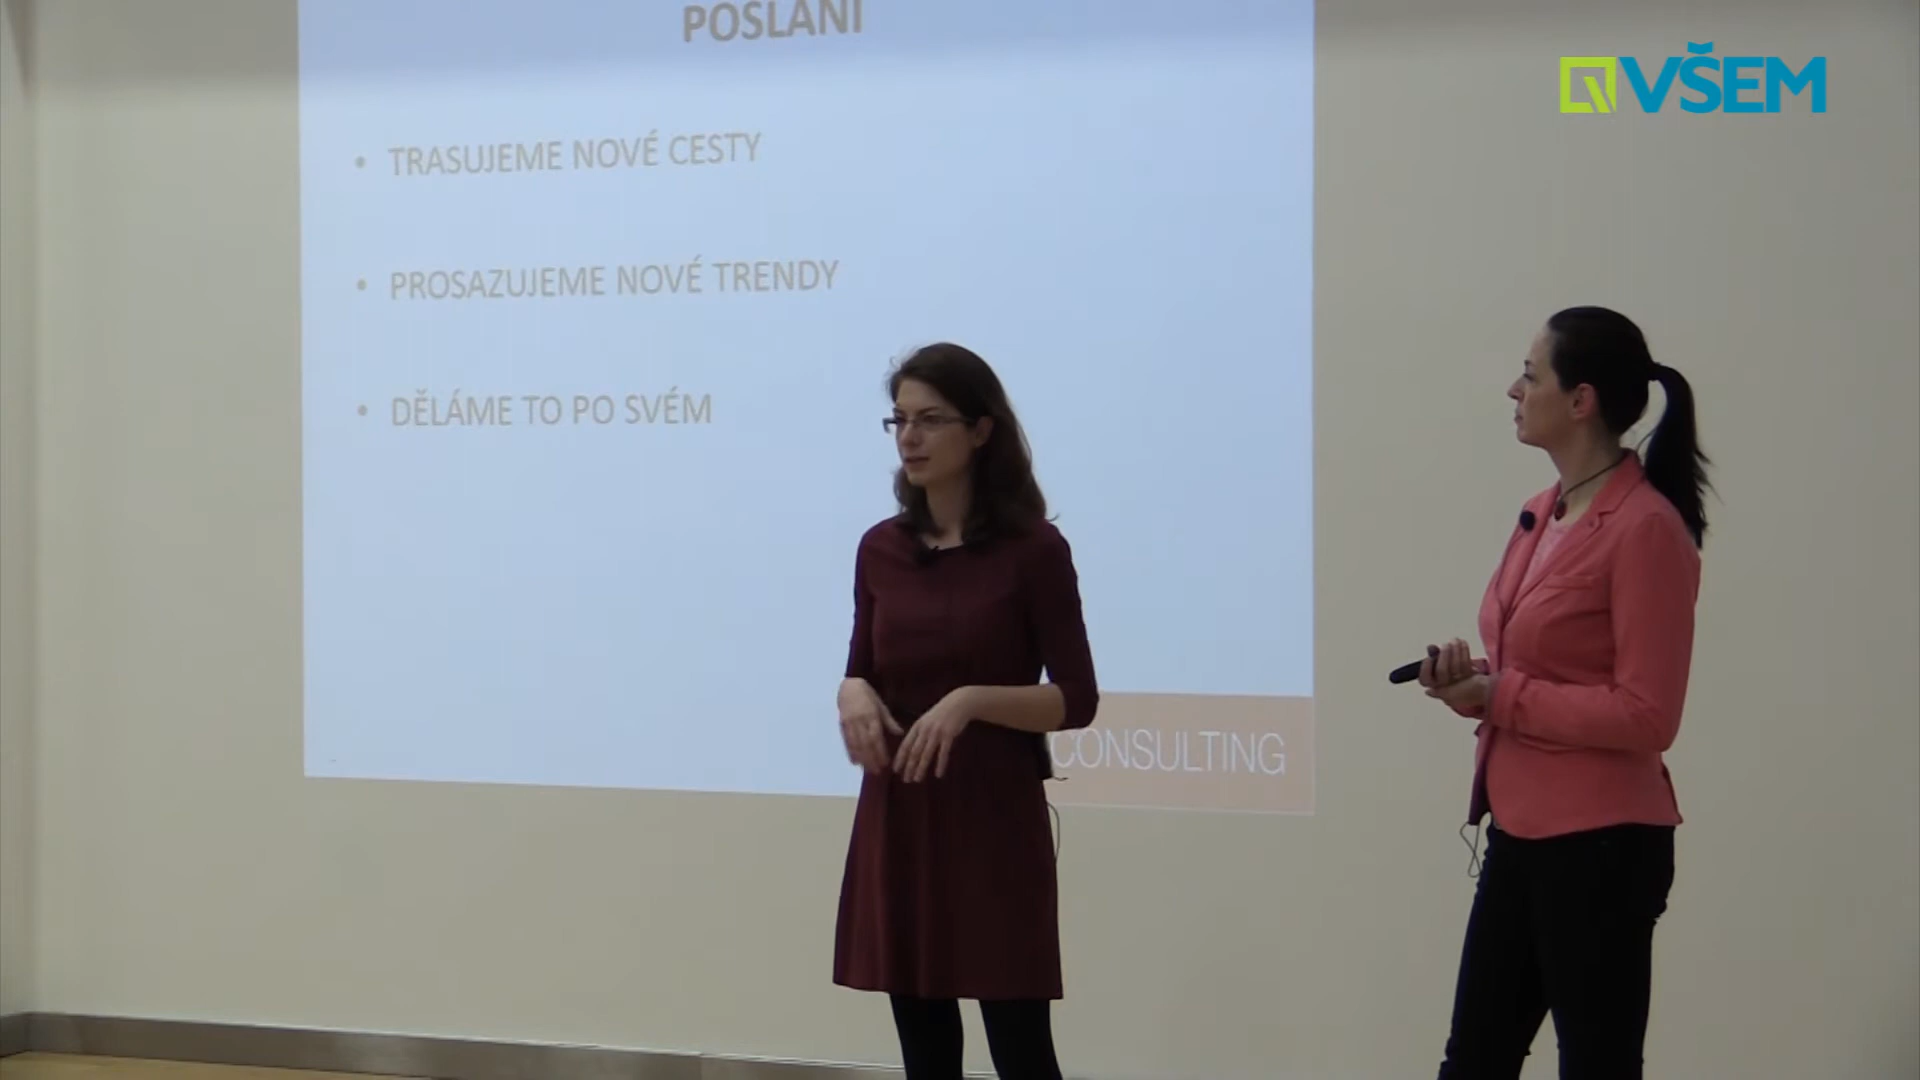 POSLÁNÍ
VŠEM
• TRASUJEME NOVÉ CESTY
• PROSAZUJEME NOVÉ TRENDY
• DĚLÁME TO PO SVÉM
CONSULTING